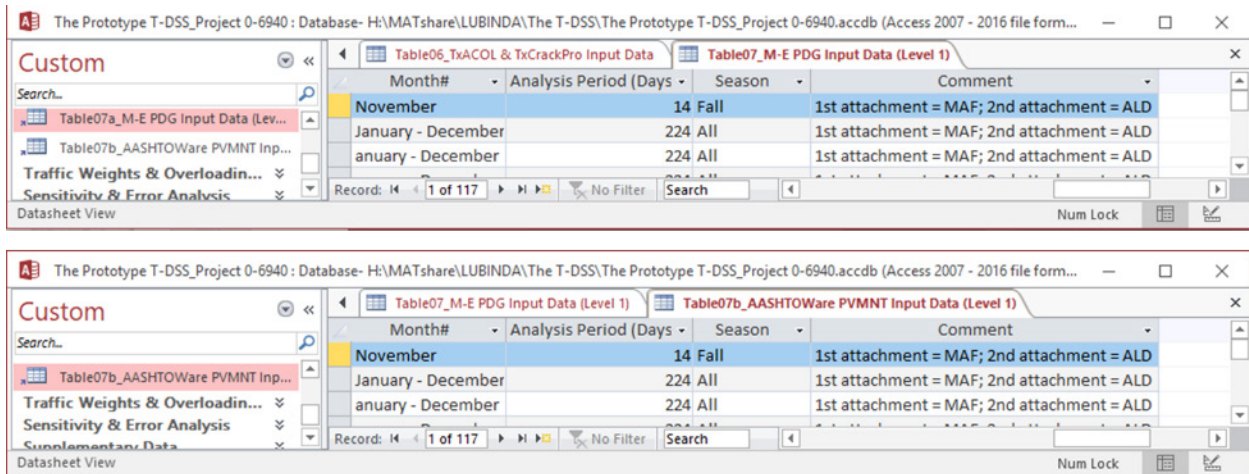 The Prototype T-DSS_Project 0-6940 : Database- H:\MATshare\LUBINDA\The T-DSS\The Prototype T-DSS_Project 0-6940.accdb (Access 2007 - 2016 file form...
Custom
Table06_TxACOL & TxCrackPro Input Data Table07_M-E PDG Input Data (Level 1)
Search...
Month# Analysis Period (Days Season Comment
Table07a_M-E PDG Input Data (Lev...
November 14 Fall 1st attachment = MAF; 2nd attachment = ALD
Table07b_AASHTOWare PVMNT Inp...
January - December 224 All 1st attachment = MAF; 2nd attachment = ALD
Traffic Weights & Overloadin...
anuary - December 224 All 1st attachment = MAF; 2nd attachment = ALD
Sensitivity & Error Analysis
Record: 1 of 117 No Filter Search
Datasheet View Num Lock
The Prototype T-DSS_Project 0-6940 : Database- H:\MATshare\LUBINDA\The T-DSS\The Prototype T-DSS_Project 0-6940.accdb (Access 2007 - 2016 file form...
Custom
Table07_M-E PDG Input Data (Level 1) Table07b_AASHTOWare PVMNT Input Data (Level 1)
Search...
Month# Analysis Period (Days Season Comment
November 14 Fall 1st attachment = MAF; 2nd attachment = ALD
Table07b_AASHTOWare PVMNT Inp...
January - December 224 All 1st attachment = MAF; 2nd attachment = ALD
Traffic Weights & Overloadin...
anuary - December 224 All 1st attachment = MAF; 2nd attachment = ALD
Sensitivity & Error Analysis
Supplementary Data
Record: 1 of 117 No Filter Search
Datasheet View Num Lock